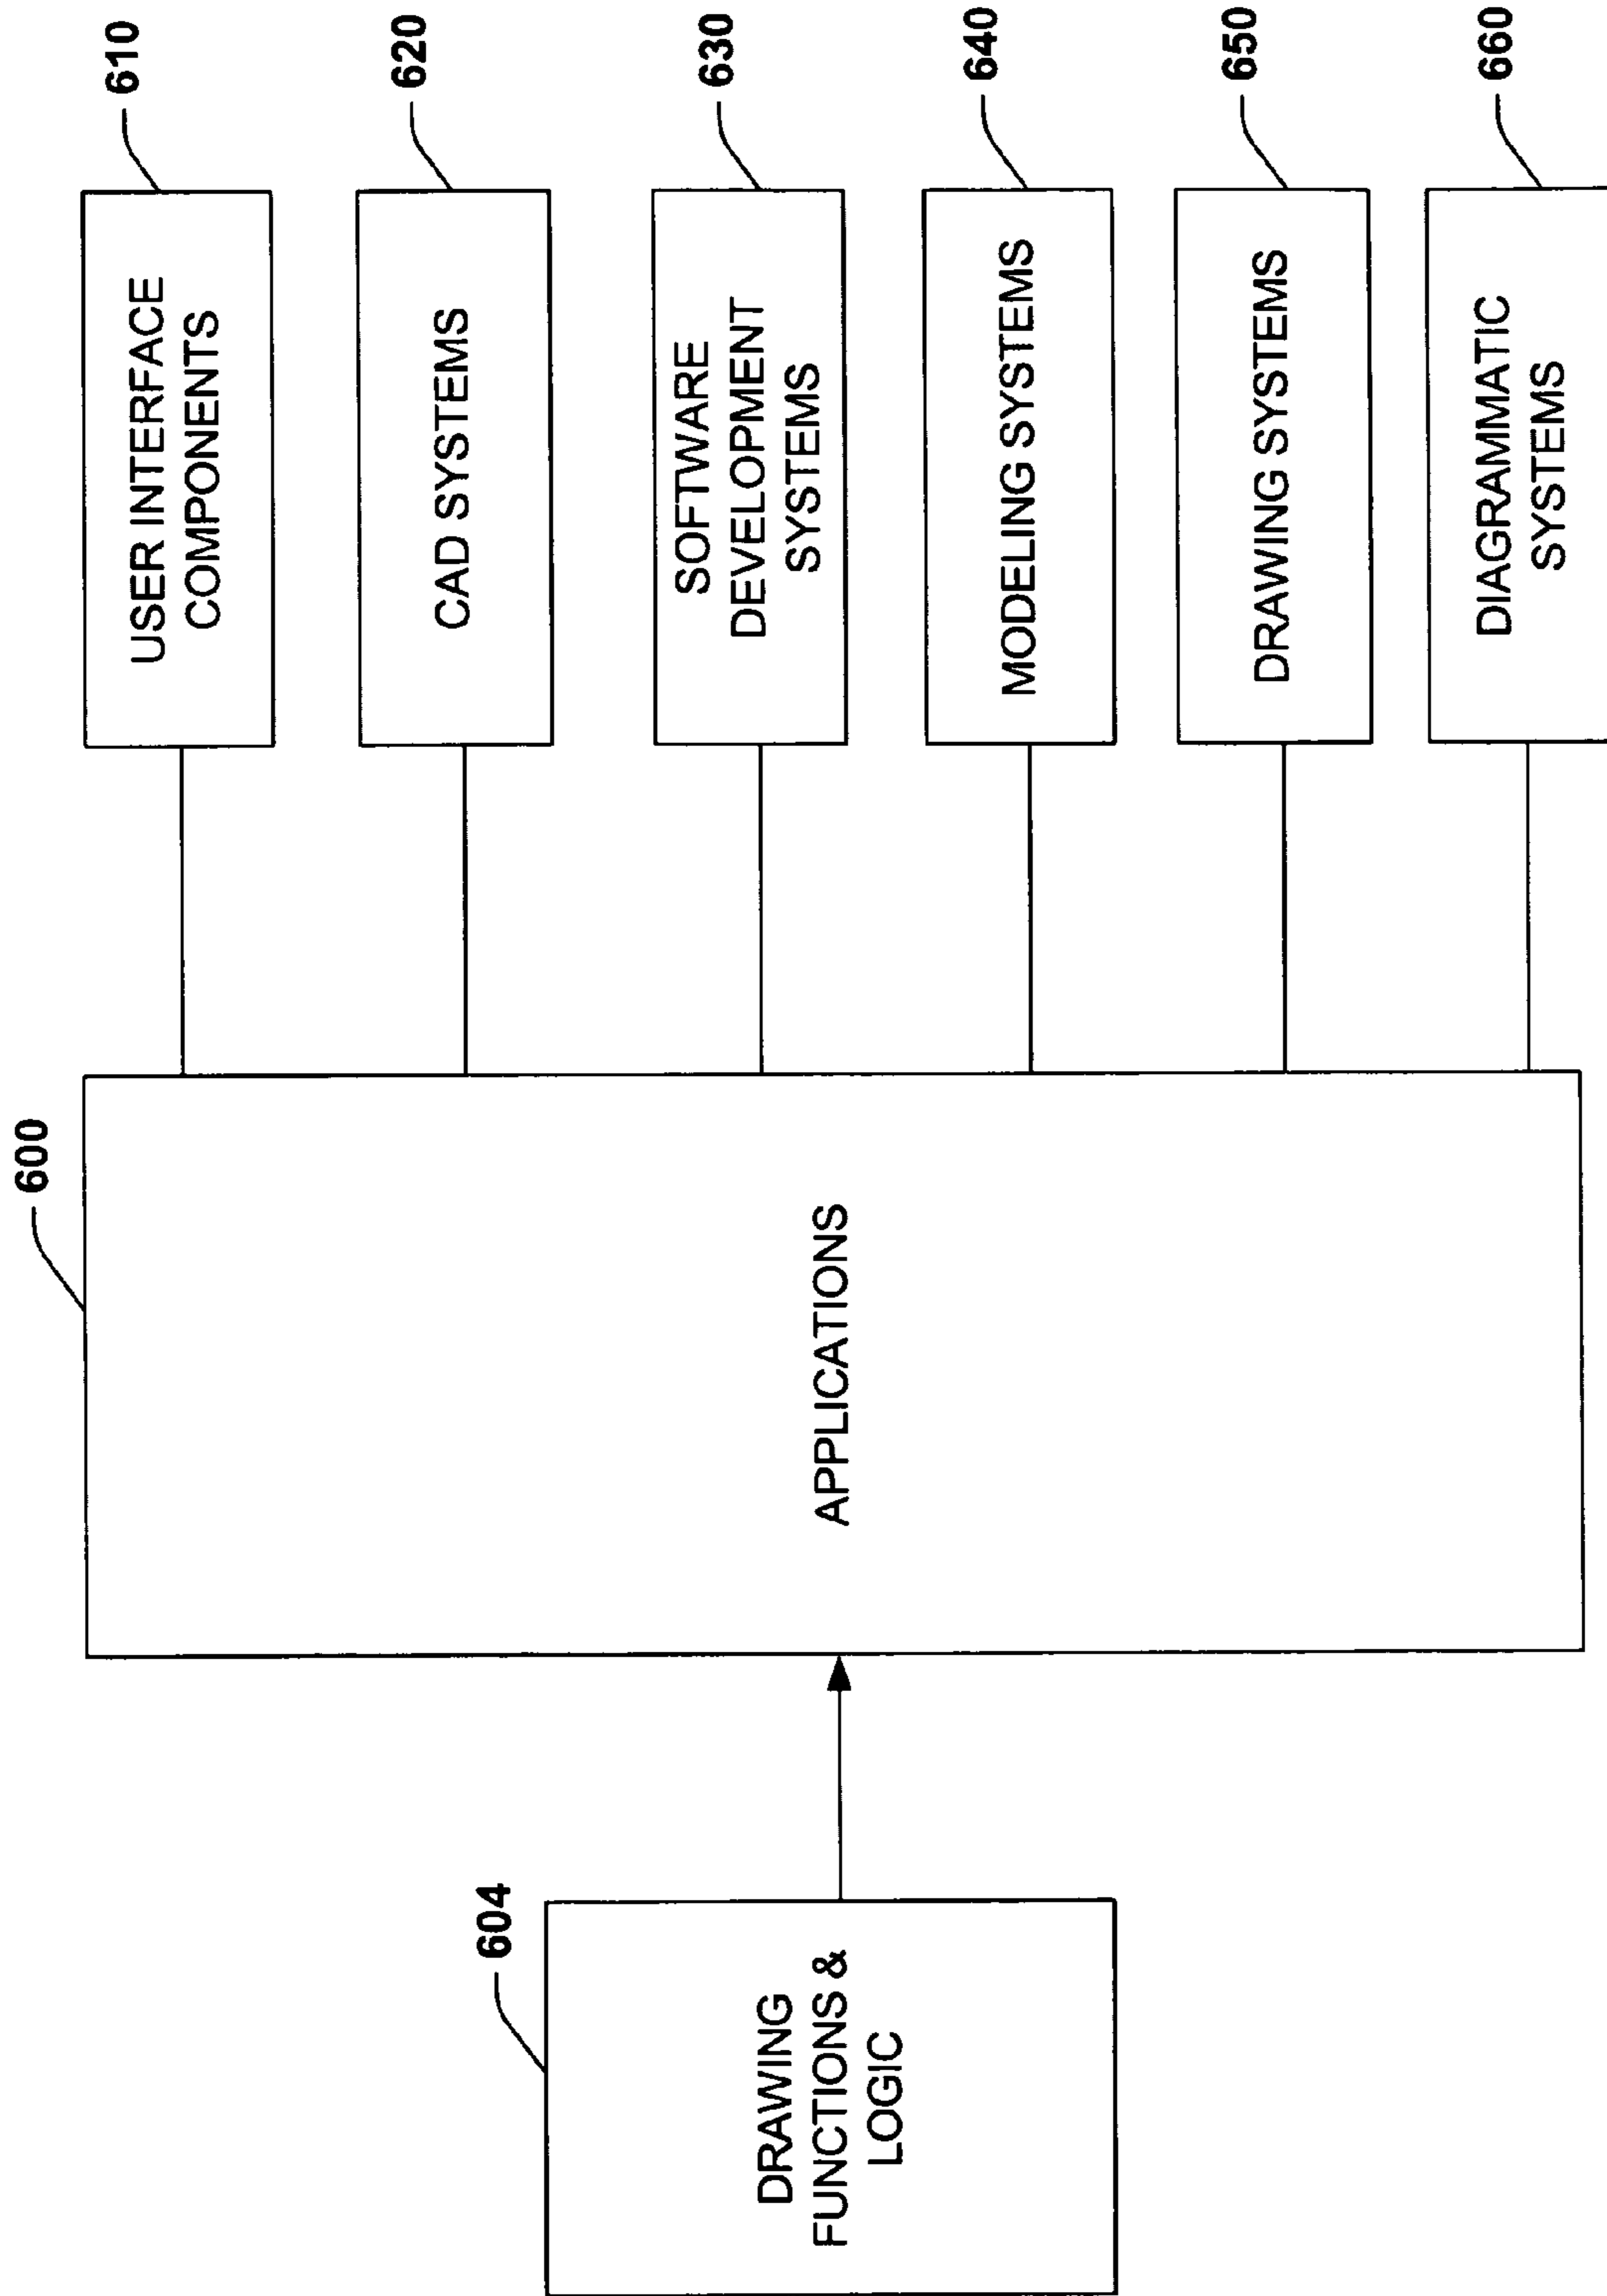 600
610
USER INTERFACE
COMPONENTS
620
CAD SYSTEMS
604
DRAWING
FUNCTIONS &
LOGIC
APPLICATIONS
630
SOFTWARE
DEVELOPMENT
SYSTEMS
640
MODELING SYSTEMS
650
DRAWING SYSTEMS
660
DIAGRAMMATIC
SYSTEMS